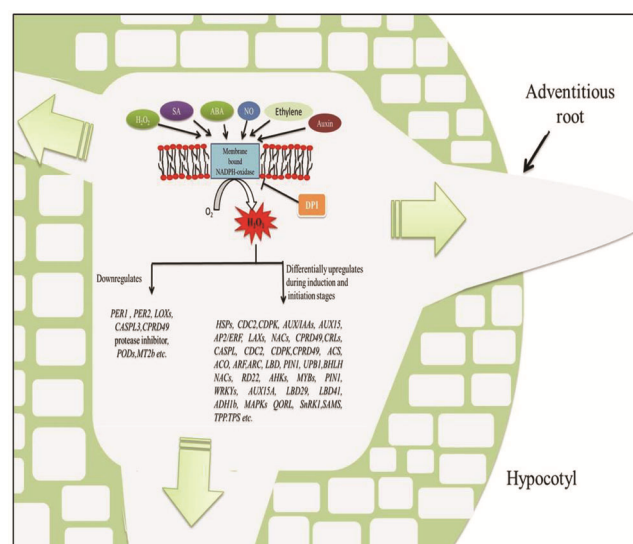 Adventitious
root
H₂O₂
SA
ABA
NO
Ethylene
Auxin
Membrane
bound
NADPH-oxidase
O₂
DPI
H₂O₂
Downregulates
PER1 , PER2, LOXs,
CASPL3,CPRD49
protease inhibitor,
PODs,MT2b etc.
Differentially upregulates
during induction and
initiation stages
HSPs, CDC2,CDPK, AUX/IAAs, AUX15,
AP2/ERF, LAXs, NACs, CPRD49,CRLs,
CASPL, CDC2, CDPK,CPRD49, ACS,
ACO, ARF,ARC, LBD, PIN1, UPB1,BHLH
NACs, RD22, AHKs, MYBs, PIN1,
WRKYs, AUX15A, LBD29, LBD41,
ADH1b, MAPKs QORL, SnRK1,SAMS,
TPP,TPS etc.
Hypocotyl